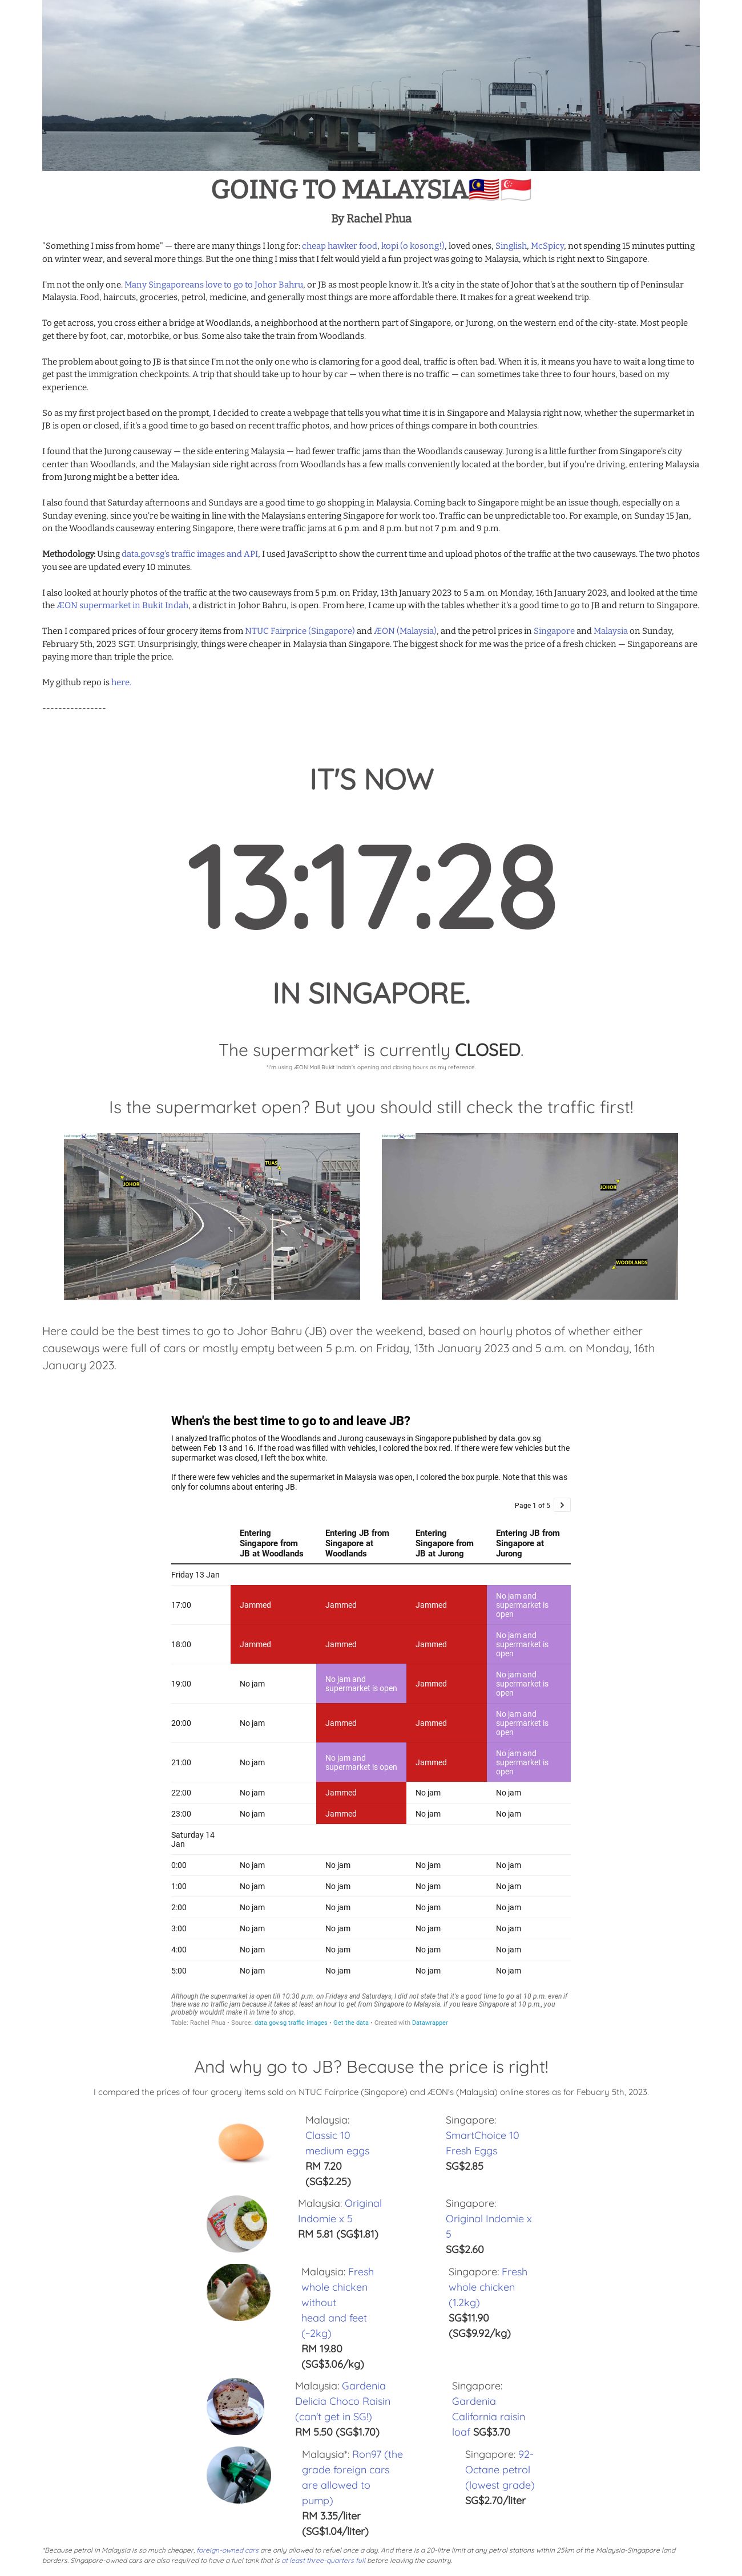 GOING TO MALAYSIA🇲🇾🇸🇬
By Rachel Phua
"Something I miss from home" — there are many things I long for: cheap hawker food, kopi (o kosong!), loved ones, Singlish, McSpicy, not spending 15 minutes putting
on winter wear, and several more things. But the one thing I miss that I felt would yield a fun project was going to Malaysia, which is right next to Singapore.
I'm not the only one. Many Singaporeans love to go to Johor Bahru, or JB as most people know it. It's a city in the state of Johor that's at the southern tip of Peninsular
Malaysia. Food, haircuts, groceries, petrol, medicine, and generally most things are more affordable there. It makes for a great weekend trip.
To get across, you cross either a bridge at Woodlands, a neighborhood at the northern part of Singapore, or Jurong, on the western end of the city-state. Most people
get there by foot, car, motorbike, or bus. Some also take the train from Woodlands.
The problem about going to JB is that since I'm not the only one who is clamoring for a good deal, traffic is often bad. When it is, it means you have to wait a long time to
get past the immigration checkpoints. A trip that should take up to hour by car — when there is no traffic — can sometimes take three to four hours, based on my
experience.
So as my first project based on the prompt, I decided to create a webpage that tells you what time it is in Singapore and Malaysia right now, whether the supermarket in
JB is open or closed, if it's a good time to go based on recent traffic photos, and how prices of things compare in both countries.
I found that the Jurong causeway — the side entering Malaysia — had fewer traffic jams than the Woodlands causeway. Jurong is a little further from Singapore's city
center than Woodlands, and the Malaysian side right across from Woodlands has a few malls conveniently located at the border, but if you're driving, entering Malaysia
from Jurong might be a better idea.
I also found that Saturday afternoons and Sundays are a good time to go shopping in Malaysia. Coming back to Singapore might be an issue though, especially on a
Sunday evening, since you're be waiting in line with the Malaysians entering Singapore for work too. Traffic can be unpredictable too. For example, on Sunday 15 Jan,
on the Woodlands causeway entering Singapore, there were traffic jams at 6 p.m. and 8 p.m. but not 7 p.m. and 9 p.m.
Methodology: Using data.gov.sg's traffic images and API, I used JavaScript to show the current time and upload photos of the traffic at the two causeways. The two photos
you see are updated every 10 minutes.
I also looked at hourly photos of the traffic at the two causeways from 5 p.m. on Friday, 13th January 2023 to 5 a.m. on Monday, 16th January 2023, and looked at the time
the ÆON supermarket in Bukit Indah, a district in Johor Bahru, is open. From here, I came up with the tables whether it's a good time to go to JB and return to Singapore.
Then I compared prices of four grocery items from NTUC Fairprice (Singapore) and ÆON (Malaysia), and the petrol prices in Singapore and Malaysia on Sunday,
February 5th, 2023 SGT. Unsurprisingly, things were cheaper in Malaysia than Singapore. The biggest shock for me was the price of a fresh chicken — Singaporeans are
paying more than triple the price.
My github repo is here.
----------------
IT'S NOW
13:17:28
IN SINGAPORE.
The supermarket* is currently CLOSED.
*I'm using ÆON Mall Bukit Indah's opening and closing hours as my reference.
Is the supermarket open? But you should still check the traffic first!
JOHOR TUAS
JOHOR
WOODLANDS
Here could be the best times to go to Johor Bahru (JB) over the weekend, based on hourly photos of whether either
causeways were full of cars or mostly empty between 5 p.m. on Friday, 13th January 2023 and 5 a.m. on Monday, 16th
January 2023.
When's the best time to go to and leave JB?
I analyzed traffic photos of the Woodlands and Jurong causeways in Singapore published by data.gov.sg
between Feb 13 and 16. If the road was filled with vehicles, I colored the box red. If there were few vehicles but the
supermarket was closed, I left the box white.
If there were few vehicles and the supermarket in Malaysia was open, I colored the box purple. Note that this was
only for columns about entering JB.
Page 1 of 5 >
Entering Singapore from JB at Woodlands Entering JB from Singapore at Woodlands Entering Singapore from JB at Jurong Entering JB from Singapore at Jurong
Friday 13 Jan
17:00 Jammed Jammed Jammed No jam and supermarket is open
18:00 Jammed Jammed Jammed No jam and supermarket is open
19:00 No jam No jam and supermarket is open Jammed No jam and supermarket is open
20:00 No jam Jammed Jammed No jam and supermarket is open
21:00 No jam No jam and supermarket is open Jammed No jam and supermarket is open
22:00 No jam Jammed No jam No jam
23:00 No jam Jammed No jam No jam
Saturday 14
Jan
0:00 No jam No jam No jam No jam
1:00 No jam No jam No jam No jam
2:00 No jam No jam No jam No jam
3:00 No jam No jam No jam No jam
4:00 No jam No jam No jam No jam
5:00 No jam No jam No jam No jam
Although the supermarket is open till 10:30 p.m. on Fridays and Saturdays, I did not state that it's a good time to go at 10 p.m. even if
there was no traffic jam because it takes at least an hour to get from Singapore to Malaysia. If you leave Singapore at 10 p.m., you
probably wouldn't make it in time to shop.
Table: Rachel Phua • Source: data.gov.sg traffic images • Get the data • Created with Datawrapper
And why go to JB? Because the price is right!
I compared the prices of four grocery items sold on NTUC Fairprice (Singapore) and ÆON's (Malaysia) online stores as for Febuary 5th, 2023.
Malaysia:
Classic 10
medium eggs
RM 7.20
(SG$2.25)
Singapore:
SmartChoice 10
Fresh Eggs
SG$2.85
Malaysia: Original
Indomie x 5
RM 5.81 (SG$1.81)
Singapore:
Original Indomie x
5
SG$2.60
Malaysia: Fresh
whole chicken
without
head and feet
(~2kg)
RM 19.80
(SG$3.06/kg)
Singapore: Fresh
whole chicken
(1.2kg)
SG$11.90
(SG$9.92/kg)
Malaysia: Gardenia
Delicia Choco Raisin
(can't get in SG!)
RM 5.50 (SG$1.70)
Singapore:
Gardenia
California raisin
loaf SG$3.70
Malaysia*: Ron97 (the
grade foreign cars
are allowed to
pump)
RM 3.35/liter
(SG$1.04/liter)
Singapore: 92-
Octane petrol
(lowest grade)
SG$2.70/liter
*Because petrol in Malaysia is so much cheaper, foreign-owned cars are only allowed to refuel once a day. And there is a 20-litre limit at any petrol stations within 25km of the Malaysia-Singapore land
borders. Singapore-owned cars are also required to have a fuel tank that is at least three-quarters full before leaving the country.